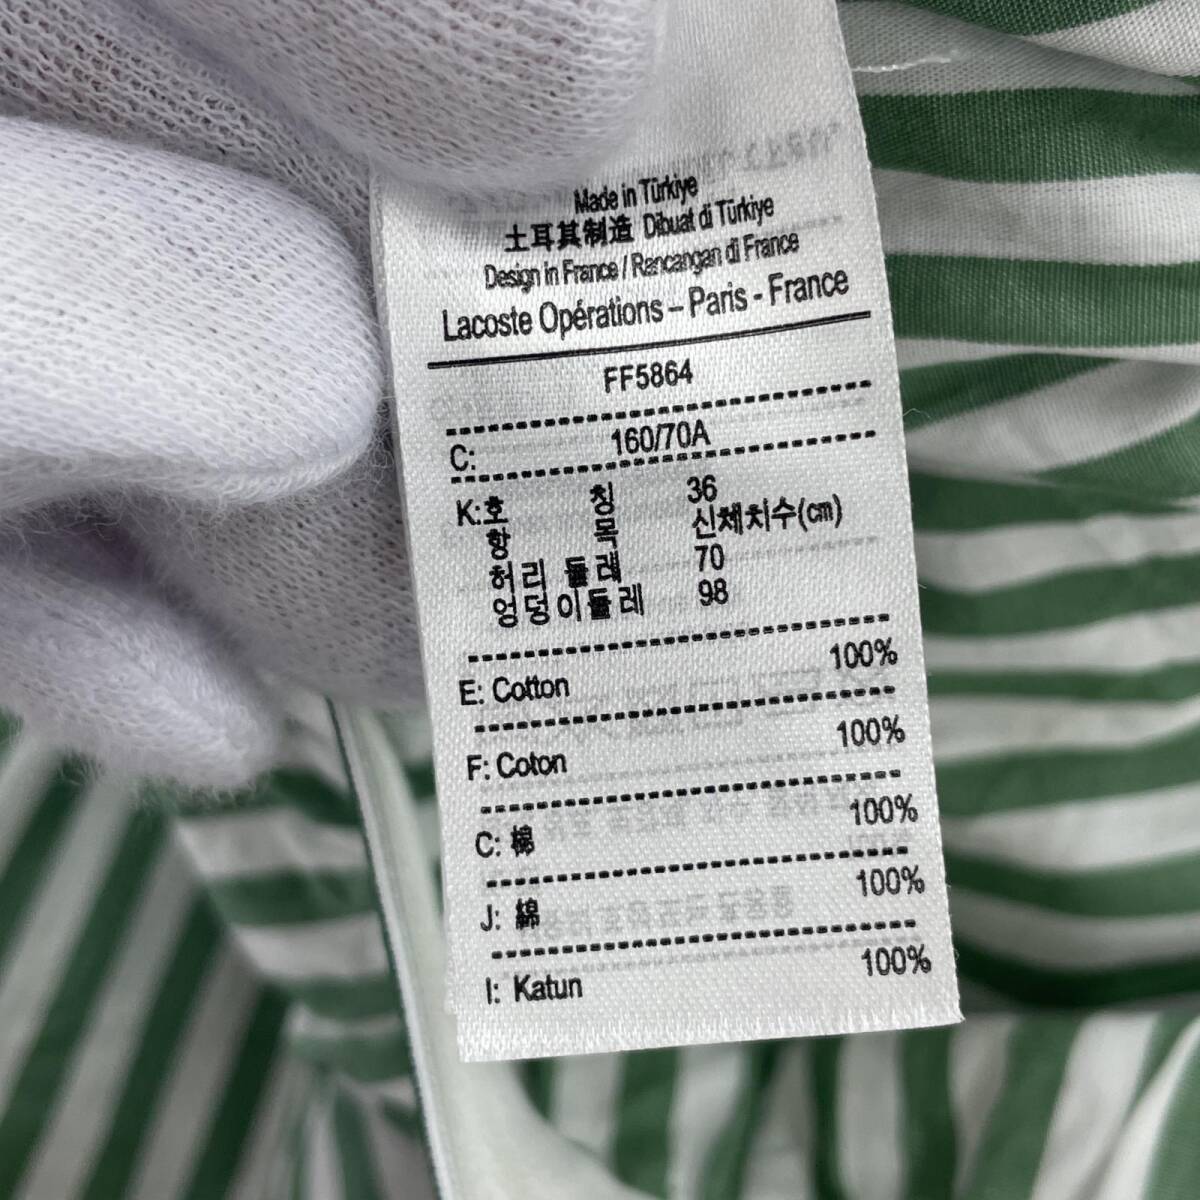 Made in Türkiye
土耳其制造 Dibuat di Türkiye
Design in France / Rancangan di France
Lacoste Opérations – Paris - France
FF5864
C: 160/70A
K:호 칭 36
항 목 신체치수(cm)
허리 둘레 70
엉덩이둘레 98
E: Cotton 100%
F: Coton 100%
C: 棉 100%
J: 綿 100%
I: Katun 100%